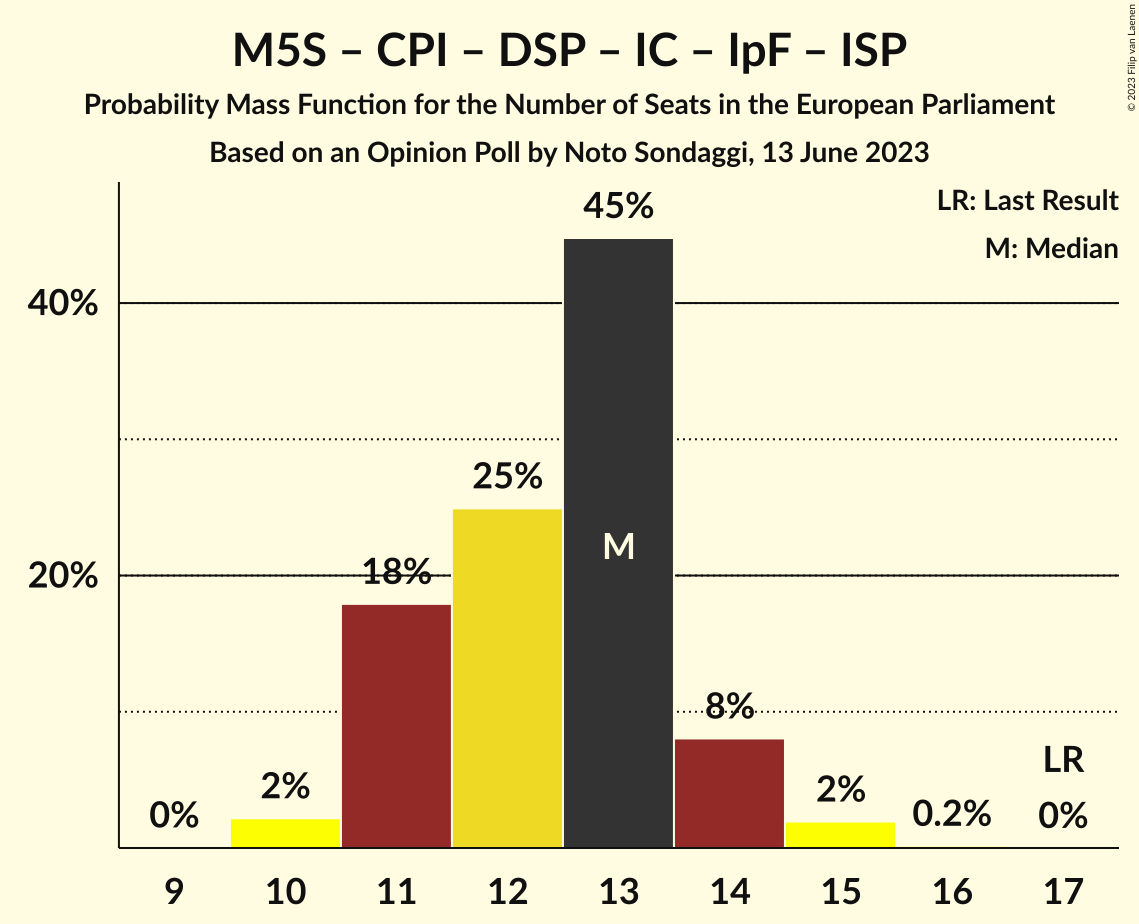 M5S – CPI – DSP – IC – IpF – ISP
Probability Mass Function for the Number of Seats in the European Parliament
Based on an Opinion Poll by Noto Sondaggi, 13 June 2023
© 2023 Filip van Laenen
LR: Last Result
M: Median
45%
40%
25%
M
20%
18%
8%
LR
2%
2%
0%
0.2%
0%
9 10 11 12 13 14 15 16 17